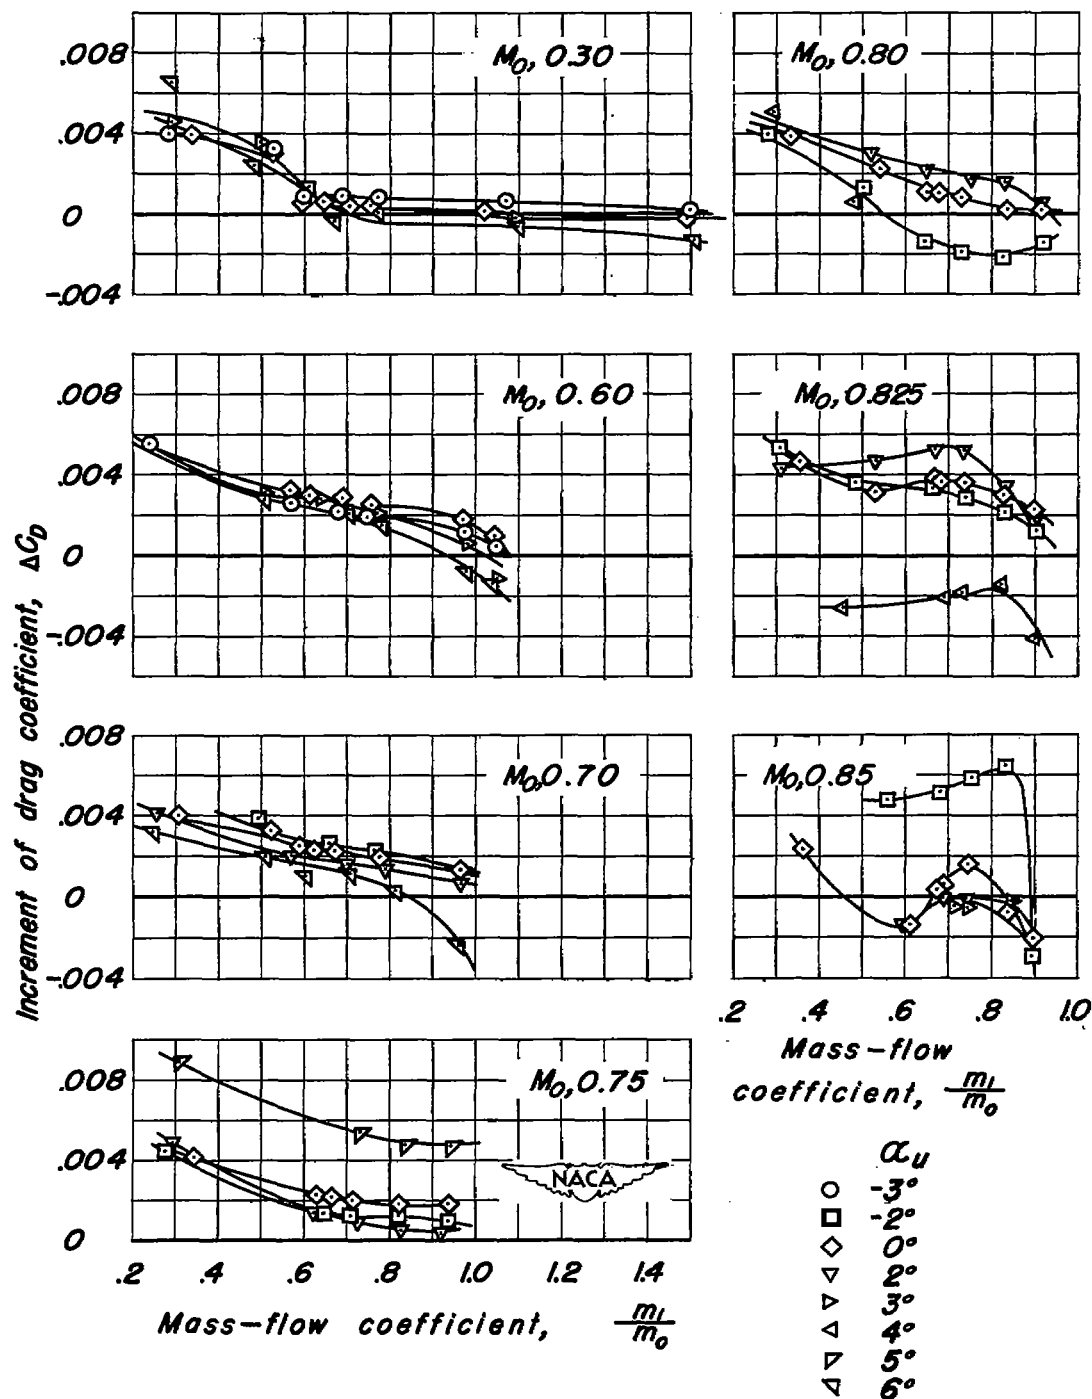 .008
.004
0
-.004
M₀, 0.30
M₀, 0.80
.008
.004
0
-.004
M₀, 0.60
M₀, 0.825
.008
.004
0
-.004
M₀, 0.70
M₀, 0.85
.2 .4 .6 .8 1.0
Mass-flow
coefficient, m₁/m₀
.008
.004
0
M₀, 0.75
NACA
.2 .4 .6 .8 1.0 1.2 1.4
Mass-flow coefficient, m₁/m₀
Increment of drag coefficient, ΔC_D
α_u
-3°
-2°
0°
2°
3°
4°
5°
6°